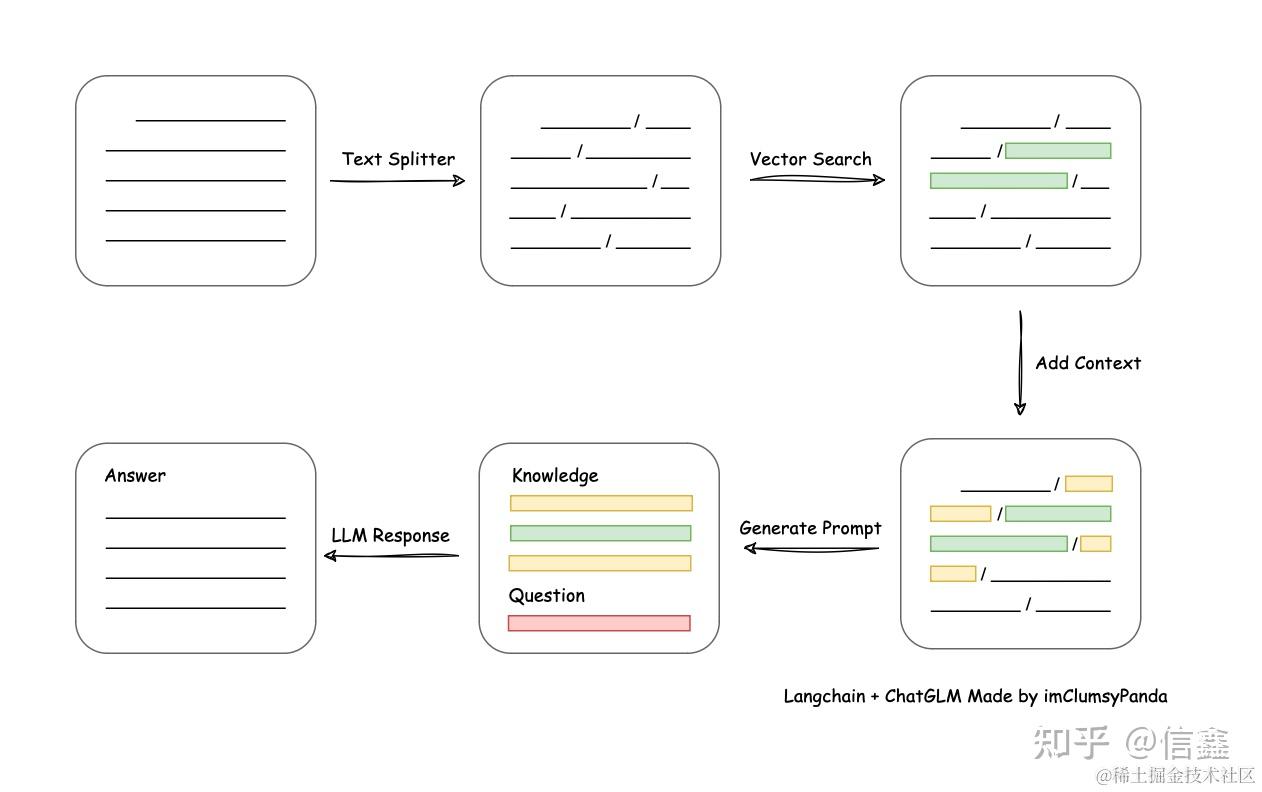 Text Splitter
Vector Search
Add Context
Generate Prompt
Knowledge
Question
LLM Response
Answer
Langchain + ChatGLM Made by imClumsyPanda
知乎 @信鑫
@稀土掘金技术社区